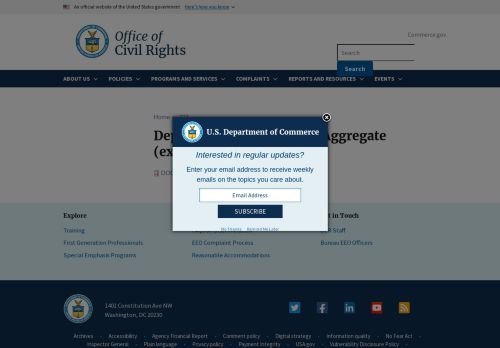 An official website of the United States government Here's how you know
Office of
Civil Rights
Commerce.gov
Search
Search
ABOUT US
POLICIES
PROGRAMS AND SERVICES
COMPLAINTS
REPORTS AND RESOURCES
EVENTS
Home
Aggregate
(ex
DOC
U.S. Department of Commerce
Interested in regular updates?
Enter your email address to receive weekly
emails on the topics you care about.
Email Address
SUBSCRIBE
No Thanks
Remind Me Later
Explore
Training
First Generation Professionals
Special Emphasis Programs
EEO Complaint Process
Reasonable Accommodations
in Touch
Staff
Bureau EEO Officers
1401 Constitution Ave NW
Washington, DC 20230
Archives - Accessibility - Agency Financial Report - Comment policy - Digital strategy - Information quality - No Fear Act -
Inspector General - Plain language - Privacy policy - Payment Integrity - USA.gov - Vulnerability Disclosure Policy -